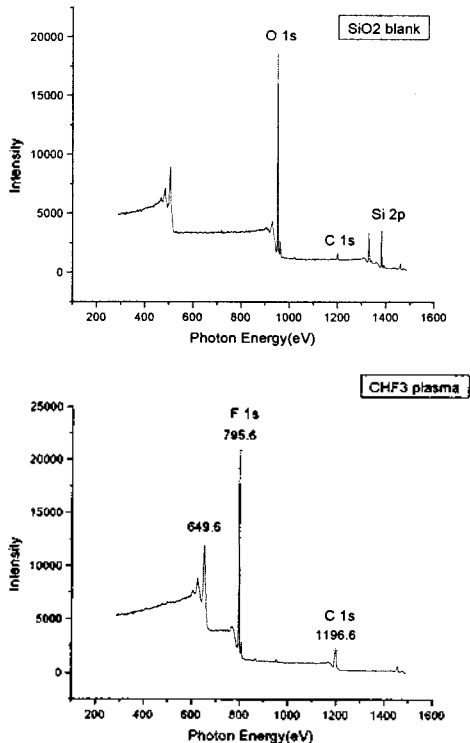 SiO2 blank
O 1s
20000
15000
10000
5000
0
Intensity
C 1s
Si 2p
200 400 600 800 1000 1200 1400 1600
Photon Energy(eV)
CHF3 plasma
F 1s
795.6
649.6
C 1s
1196.6
25000
20000
15000
10000
5000
0
Intensity
200 400 600 800 1000 1200 1400 1600
Photon Energy(eV)